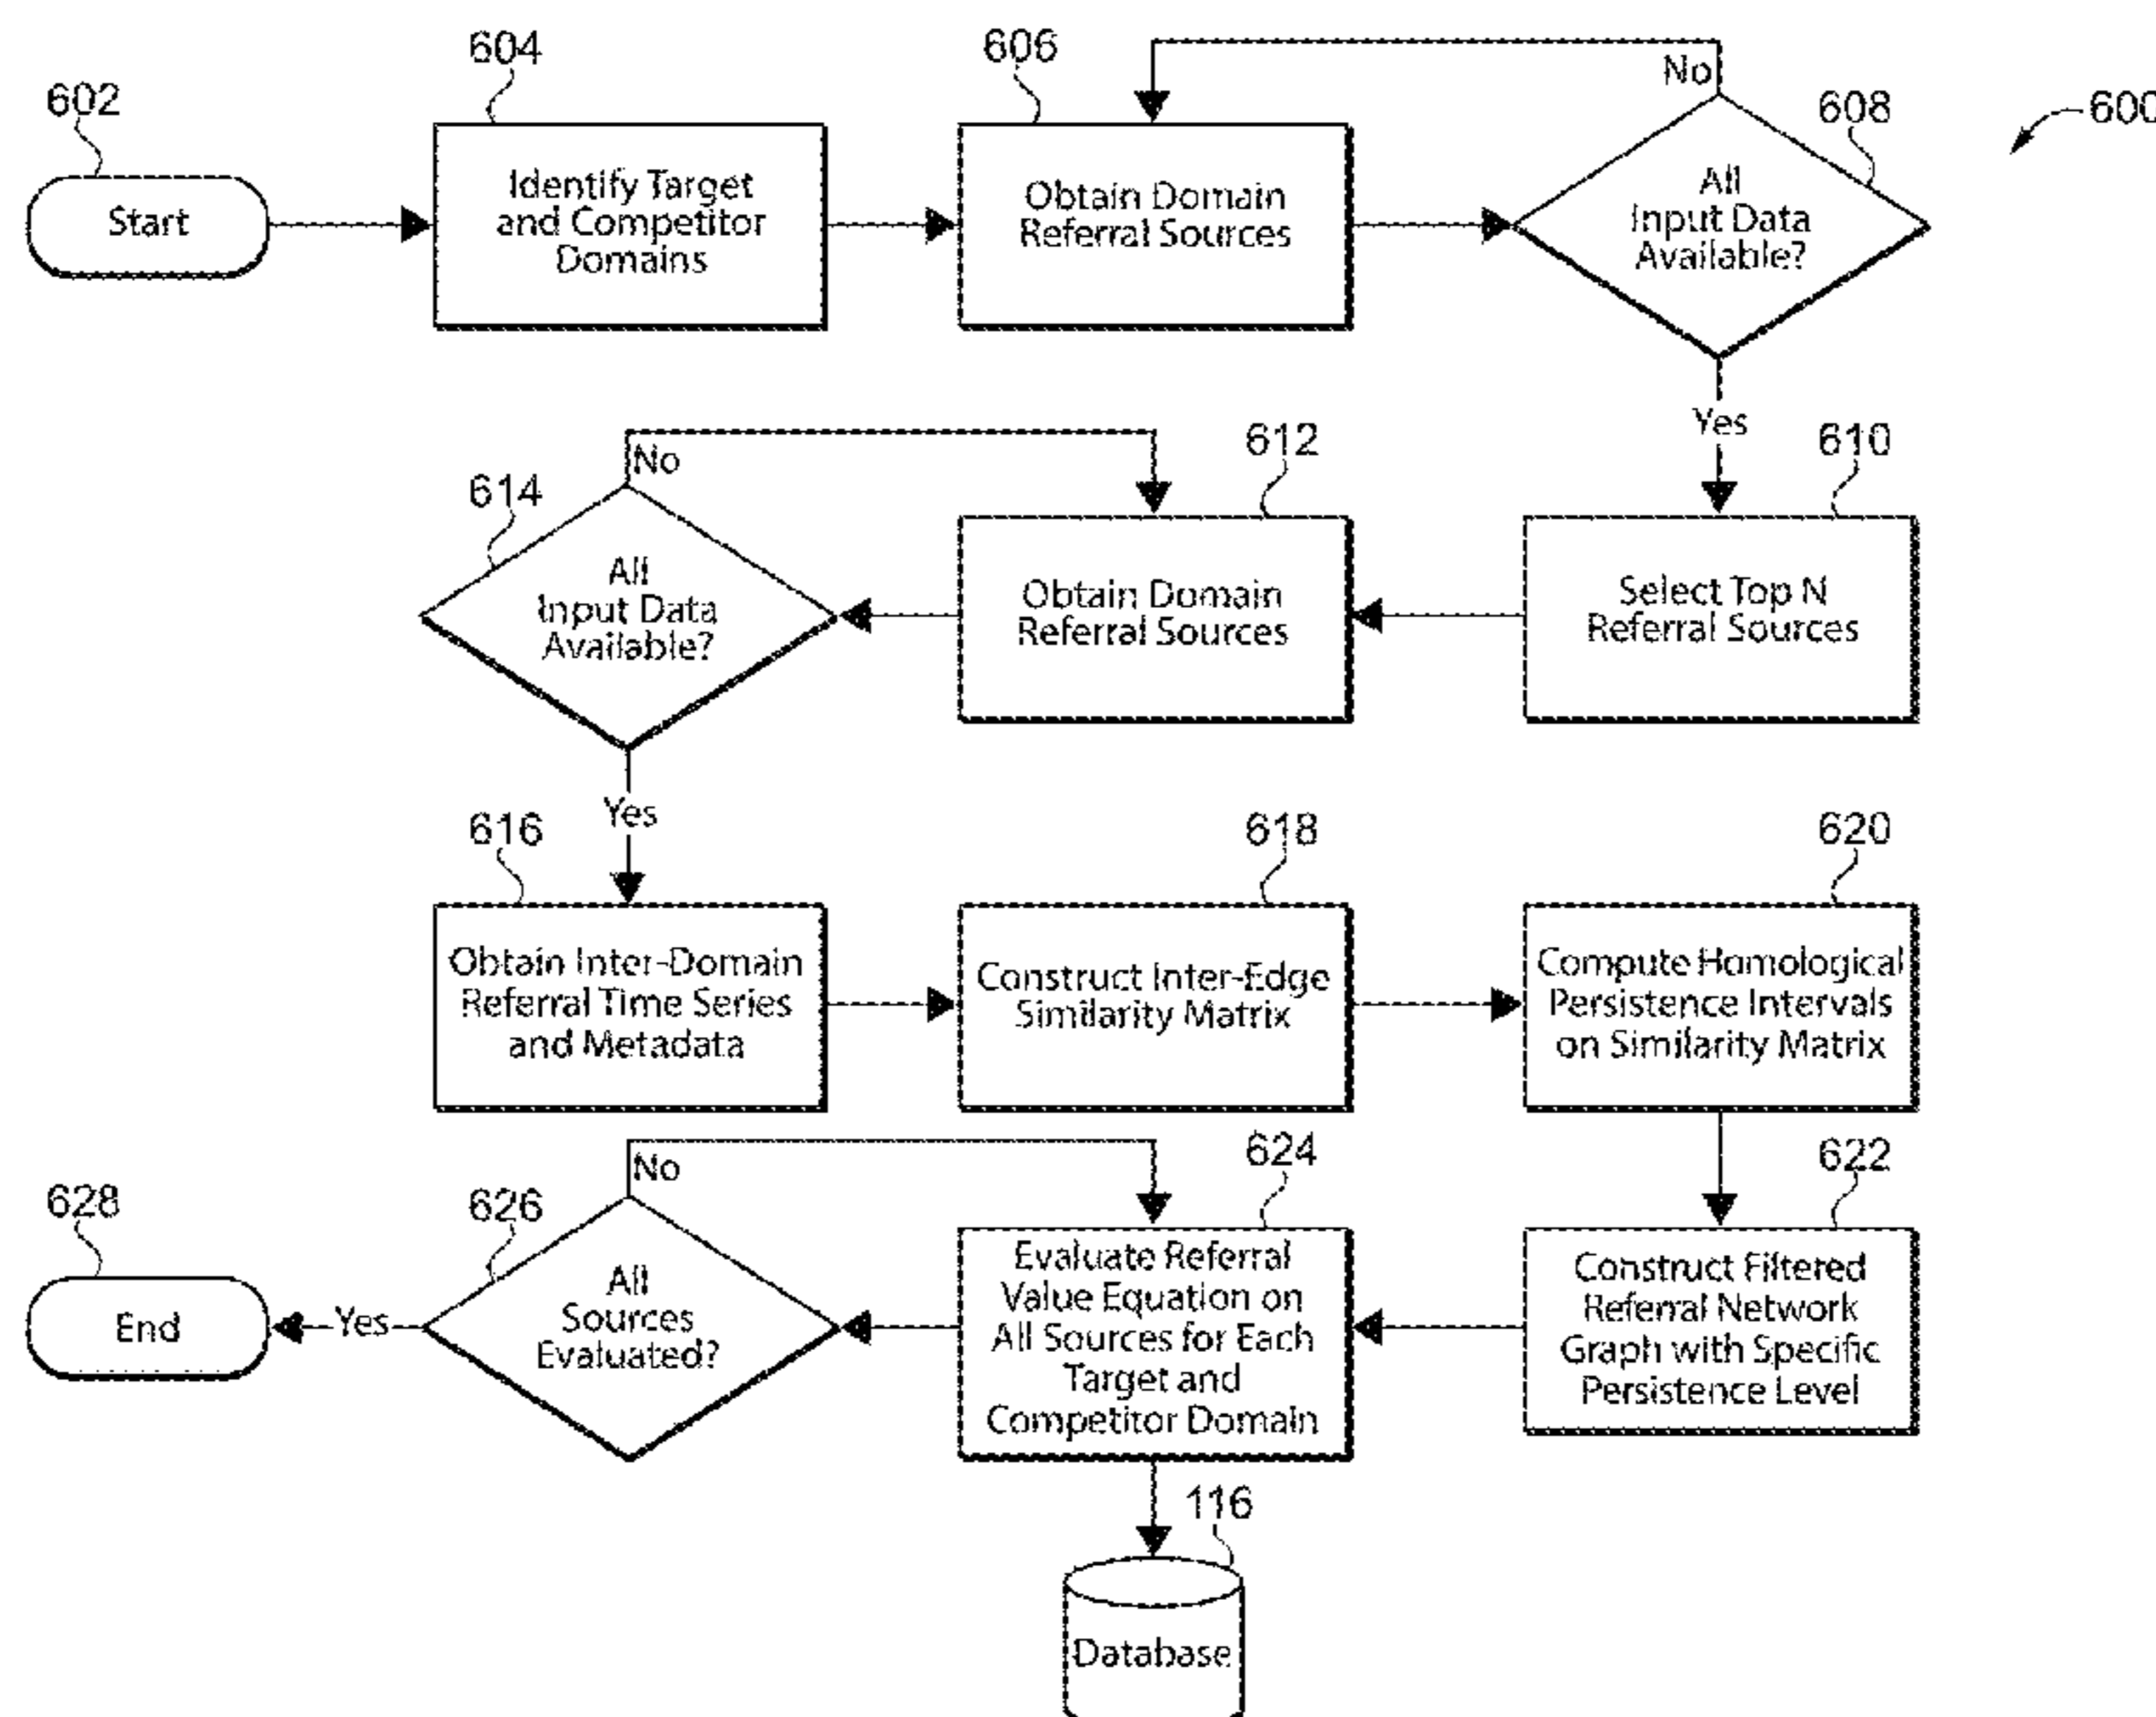 602
Start
604
Identify Target
and Competitor
Domains
606
Obtain Domain
Referral Sources
No
608
All
Input Data
Available?
600
Yes
610
Select Top N
Referral Sources
612
Obtain Domain
Referral Sources
No
614
All
Input Data
Available?
Yes
616
Obtain Inter-Domain
Referral Time Series
and Metadata
618
Construct Inter-Edge
Similarity Matrix
620
Compute Homological
Persistence Intervals
on Similarity Matrix
622
Construct Filtered
Referral Network
Graph with Specific
Persistence Level
624
Evaluate Referral
Value Equation on
All Sources for Each
Target and
Competitor Domain
No
626
All
Sources
Evaluated?
Yes
628
End
116
Database